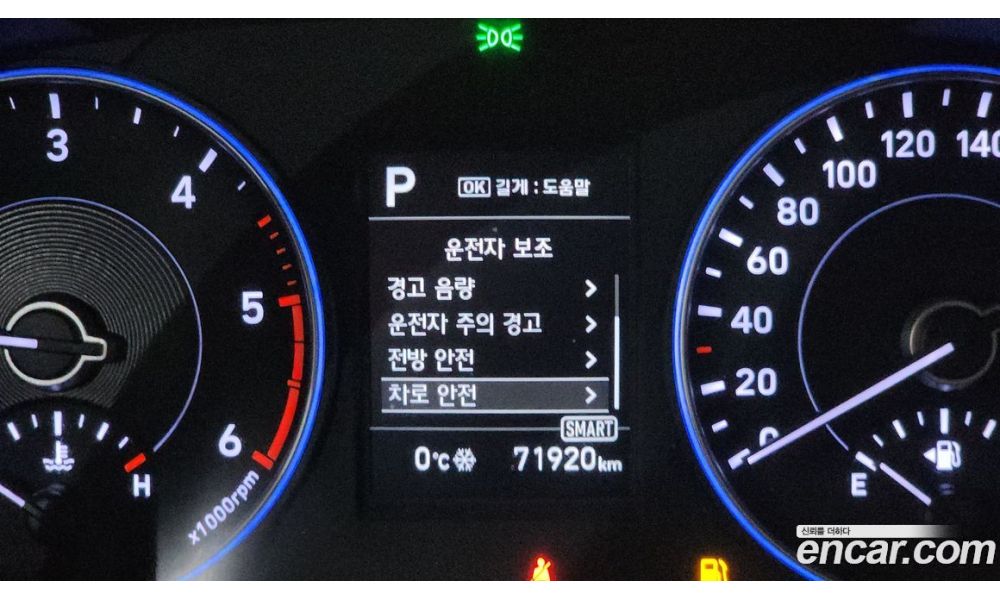 3
4
5
6
x1000rpm
H
P
OK 길게 : 도움말
운전자 보조
경고 음량
운전자 주의 경고
전방 안전
차로 안전
SMART
0°C
71920km
0
20
40
60
80
100
120
140
E
신뢰를 더하다
encar.com